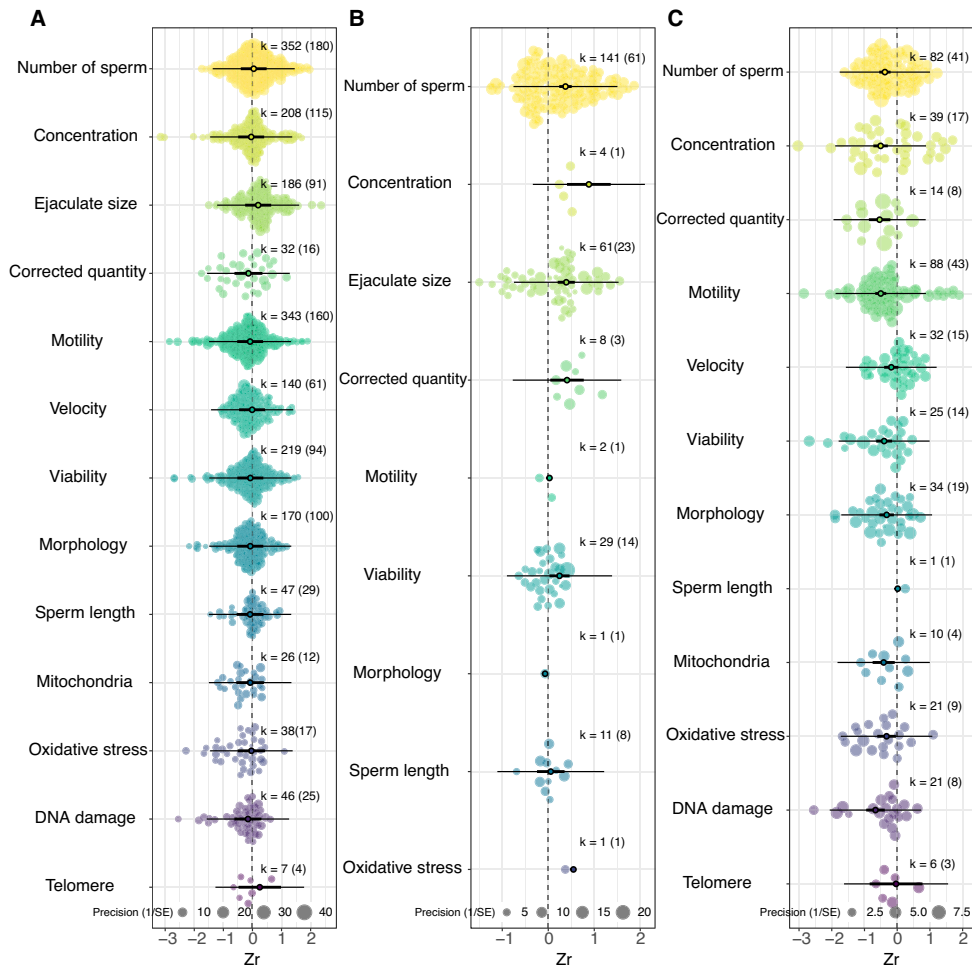 A
Number of sperm
k = 352 (180)
Concentration
k = 208 (115)
Ejaculate size
k = 186 (91)
Corrected quantity
k = 32 (16)
Motility
k = 343 (160)
Velocity
k = 140 (61)
Viability
k = 219 (94)
Morphology
k = 170 (100)
Sperm length
k = 47 (29)
Mitochondria
k = 26 (12)
Oxidative stress
k = 38(17)
DNA damage
k = 46 (25)
Telomere
k = 7 (4)
Precision (1/SE) 10 20 30 40
−3 −2 −1 0 1 2
Zr
B
Number of sperm
k = 141 (61)
Concentration
k = 4 (1)
Ejaculate size
k = 61(23)
Corrected quantity
k = 8 (3)
Motility
k = 2 (1)
Viability
k = 29 (14)
Morphology
k = 1 (1)
Sperm length
k = 11 (8)
Oxidative stress
k = 1 (1)
Precision (1/SE) 5 10 15 20
−1 0 1 2
Zr
C
Number of sperm
k = 82 (41)
Concentration
k = 39 (17)
Corrected quantity
k = 14 (8)
Motility
k = 88 (43)
Velocity
k = 32 (15)
Viability
k = 25 (14)
Morphology
k = 34 (19)
Sperm length
k = 1 (1)
Mitochondria
k = 10 (4)
Oxidative stress
k = 21 (9)
DNA damage
k = 21 (8)
Telomere
k = 6 (3)
Precision (1/SE) 2.5 5.0 7.5
−3 −2 −1 0 1 2
Zr